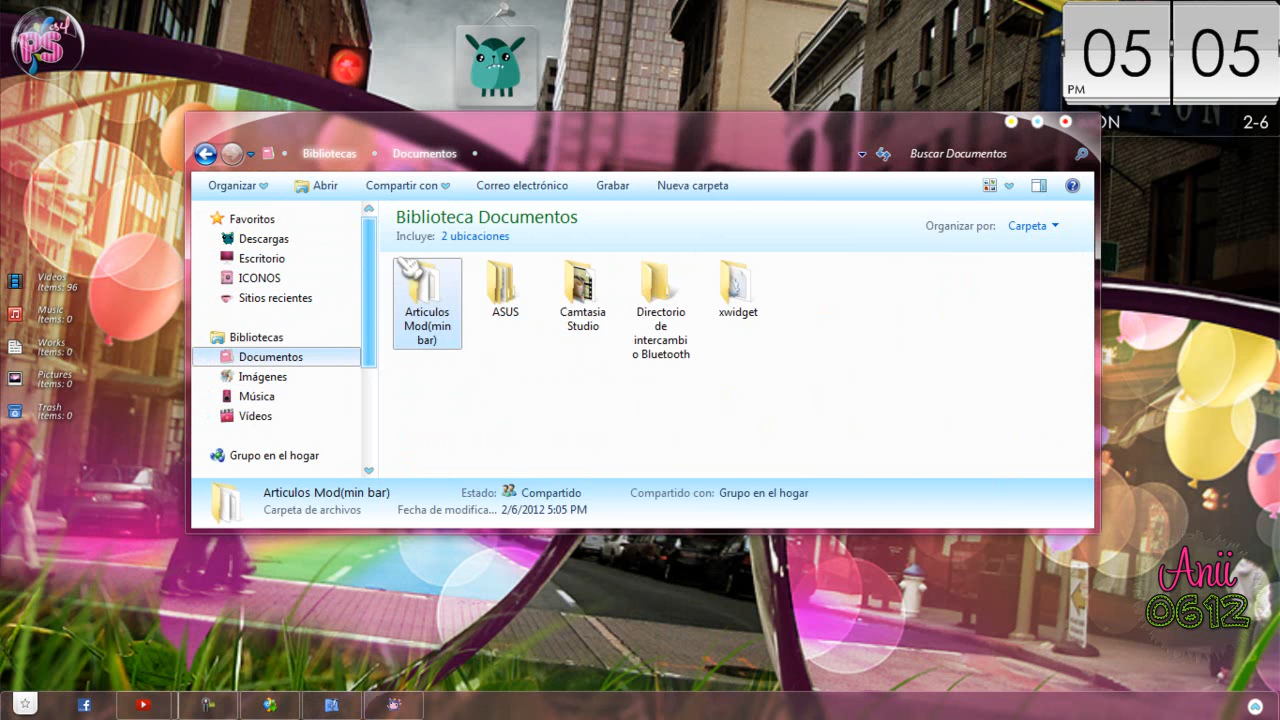 PS
csd
05
PM
05
ON
2-6
Bibliotecas
Documentos
Buscar Documentos
Organizar
Abrir
Compartir con
Correo electrónico
Grabar
Nueva carpeta
Favoritos
Descargas
Escritorio
ICONOS
Sitios recientes
Bibliotecas
Documentos
Imágenes
Música
Vídeos
Grupo en el hogar
Biblioteca Documentos
Incluye: 2 ubicaciones
Organizar por: Carpeta
Articulos
Mod(min
bar)
ASUS
Camtasia
Studio
Directorio
de
intercambi
o Bluetooth
xwidget
Articulos Mod(min bar)
Carpeta de archivos
Estado: Compartido
Fecha de modifica... 2/6/2012 5:05 PM
Compartido con: Grupo en el hogar
Videos
Items: 96
Music
Items: 0
Works
Items: 0
Pictures
Items: 0
Trash
Items: 0
Anii
0612